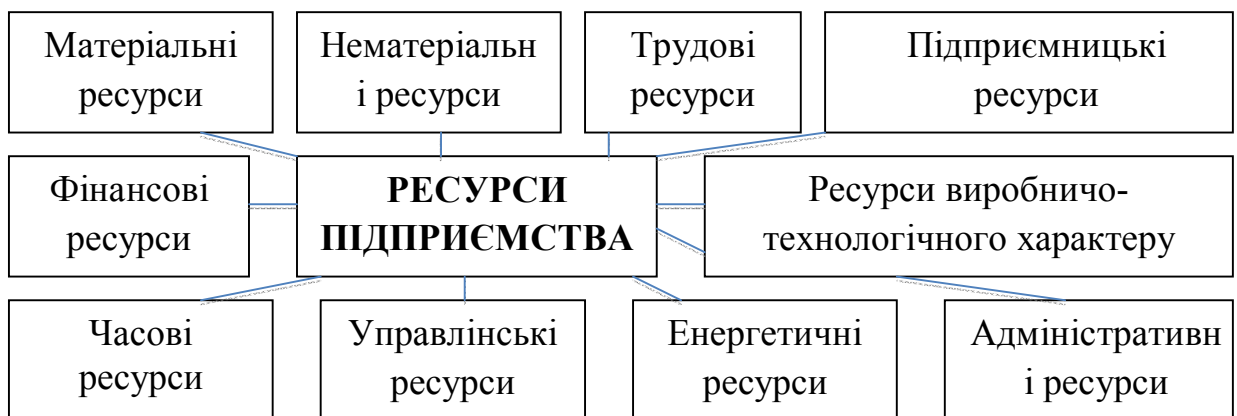 Матеріальні
ресурси
Нематеріальн
і ресурси
Трудові
ресурси
Підприємницькі
ресурси
Фінансові
ресурси
РЕСУРСИ
ПІДПРИЄМСТВА
Ресурси виробничо-
технологічного характеру
Часові
ресурси
Управлінські
ресурси
Енергетичні
ресурси
Адміністративн
і ресурси